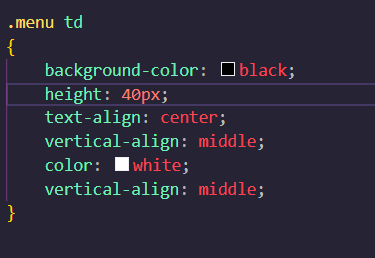 .menu td
{
    background-color: black;
    height: 40px;
    text-align: center;
    vertical-align: middle;
    color: white;
    vertical-align: middle;
}